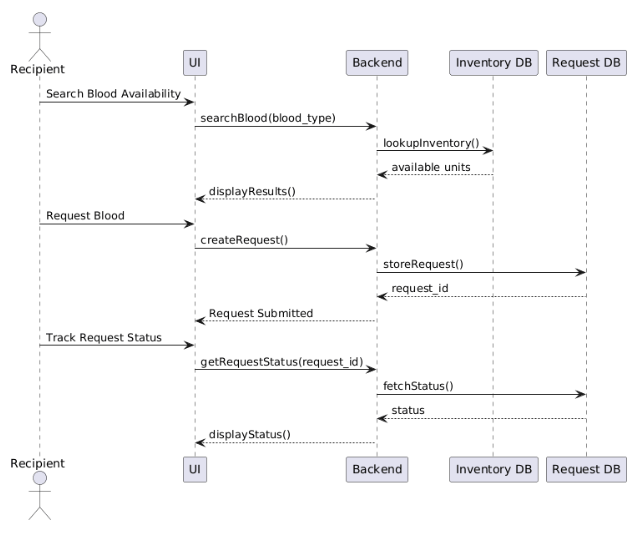 Recipient
UI
Backend
Inventory DB
Request DB
Search Blood Availability
searchBlood(blood_type)
lookupInventory()
available units
displayResults()
Request Blood
createRequest()
storeRequest()
request_id
Request Submitted
Track Request Status
getRequestStatus(request_id)
fetchStatus()
status
displayStatus()
Recipient
UI
Backend
Inventory DB
Request DB